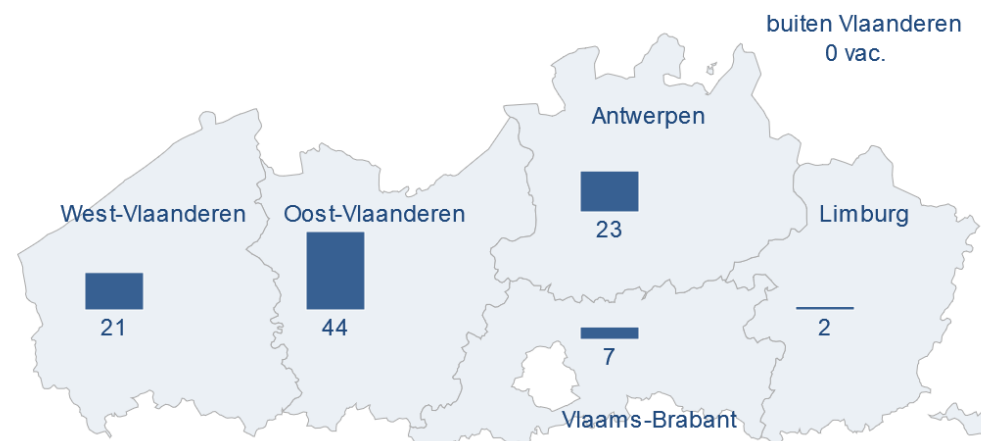 buiten Vlaanderen
0 vac.
Antwerpen
23
West-Vlaanderen
21
Oost-Vlaanderen
44
Limburg
2
7
Vlaams-Brabant